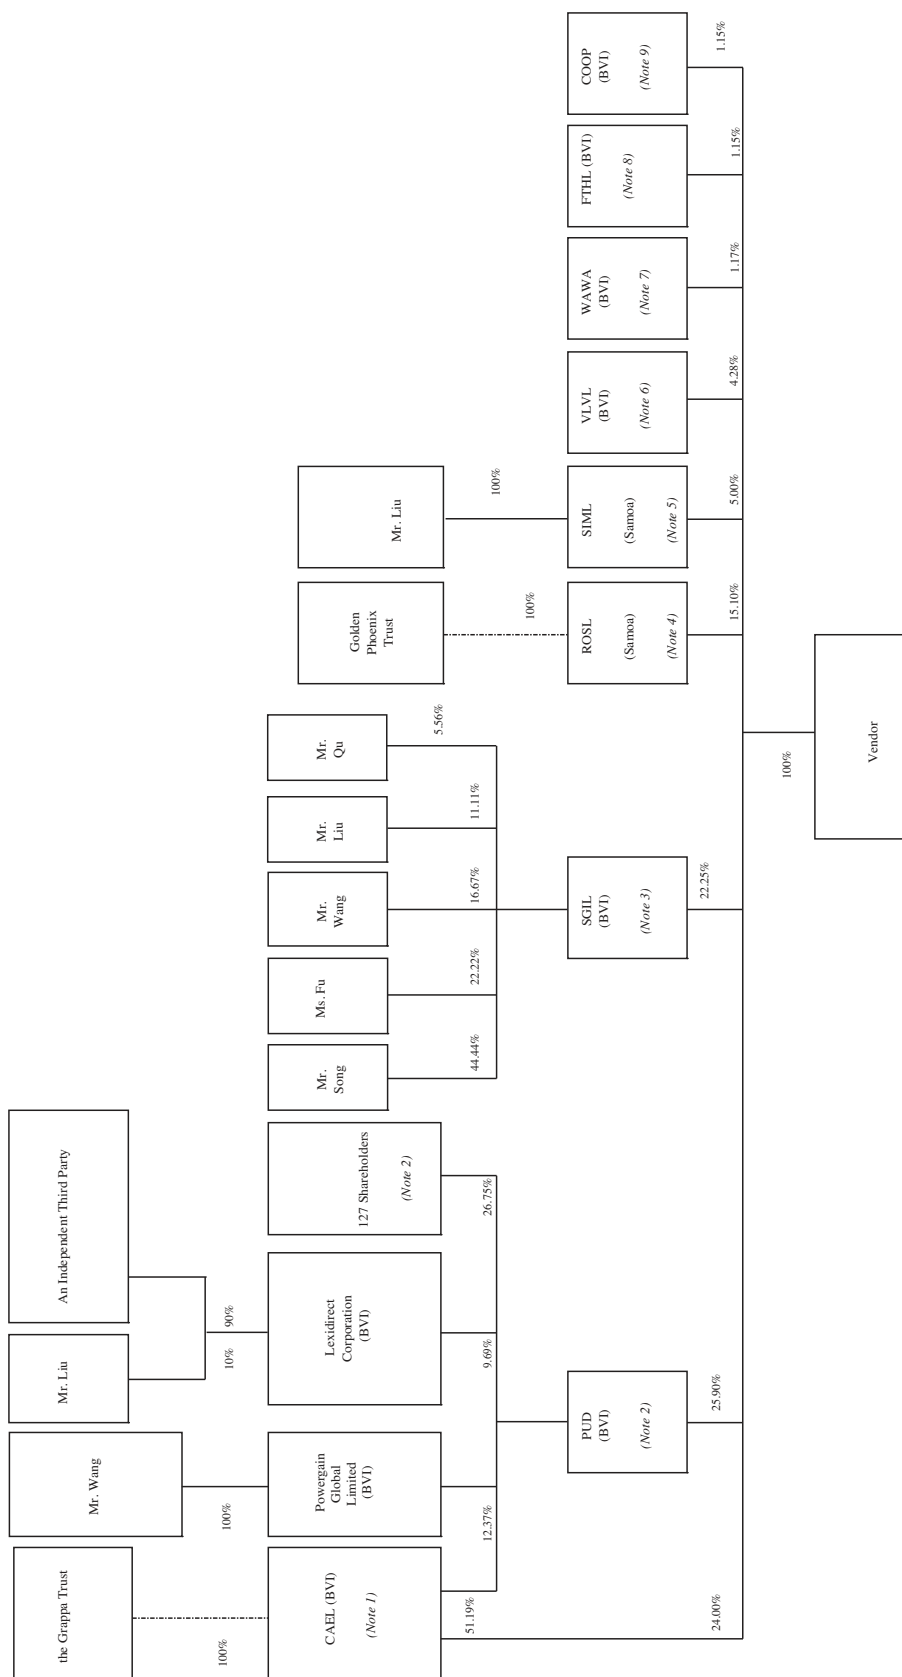 the Grappa Trust
Mr. Wang
Mr. Liu
An Independent Third Party
100%
100%
10%
90%
CAEL (BVI)
(Note 1)
Powergain
Global
Limited
(BVI)
Lexidirect
Corporation
(BVI)
127 Shareholders
(Note 2)
Mr.
Song
Ms. Fu
Mr.
Wang
Mr.
Liu
Mr.
Qu
Golden
Phoenix
Trust
Mr. Liu
51.19%
12.37%
9.69%
26.75%
44.44%
22.22%
16.67%
11.11%
5.56%
100%
100%
PUD
(BVI)
(Note 2)
SGIL
(BVI)
(Note 3)
ROSL
(Samoa)
(Note 4)
SIML
(Samoa)
(Note 5)
VLVL
(BVI)
(Note 6)
WAWA
(BVI)
(Note 7)
FTHL (BVI)
(Note 8)
COOP
(BVI)
(Note 9)
24.00%
25.90%
22.25%
15.10%
5.00%
4.28%
1.17%
1.15%
1.15%
100%
Vendor